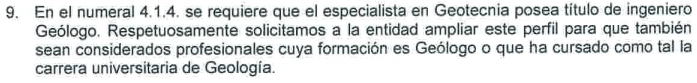 9. En el numeral 4.1.4. se requiere que el especialista en Geotecnia posea título de ingeniero
Geólogo. Respetuosamente solicitamos a la entidad ampliar este perfil para que también
sean considerados profesionales cuya formación es Geólogo o que ha cursado como tal la
carrera universitaria de Geología.